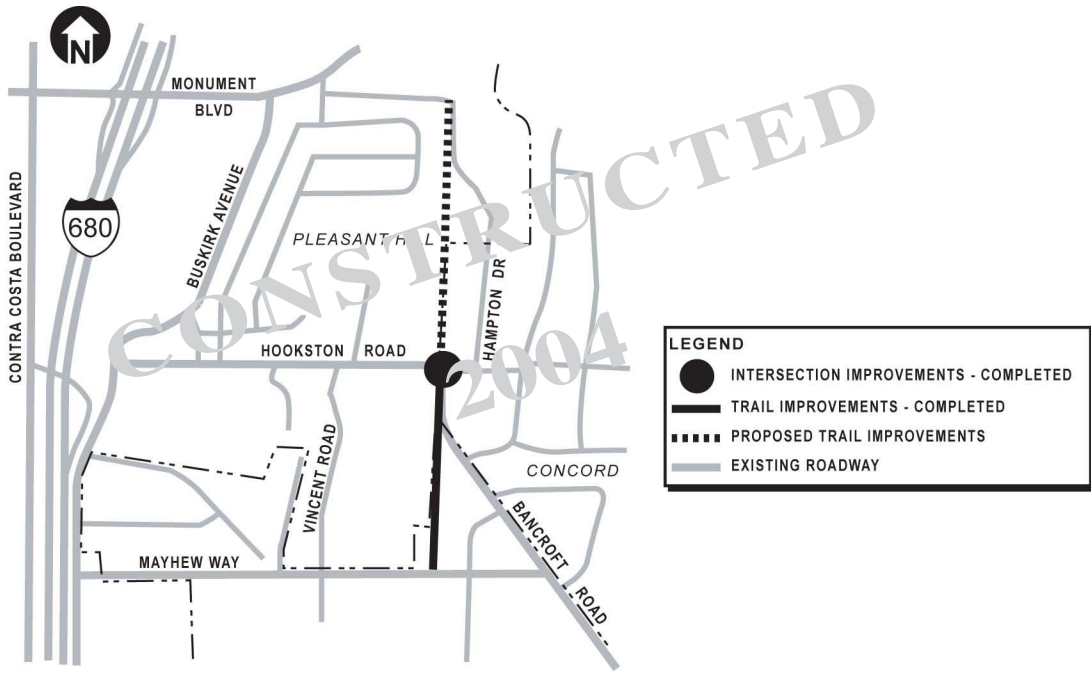 N
MONUMENT
BLVD
CONTRA COSTA BOULEVARD
680
BUSKIRK AVENUE
PLEASANT HILL
CONSTRUCTED
2004
HAMPTON DR
HOOKSTON ROAD
VINCENT ROAD
CONCORD
BANCROFT ROAD
MAYHEW WAY
LEGEND
INTERSECTION IMPROVEMENTS - COMPLETED
TRAIL IMPROVEMENTS - COMPLETED
PROPOSED TRAIL IMPROVEMENTS
EXISTING ROADWAY